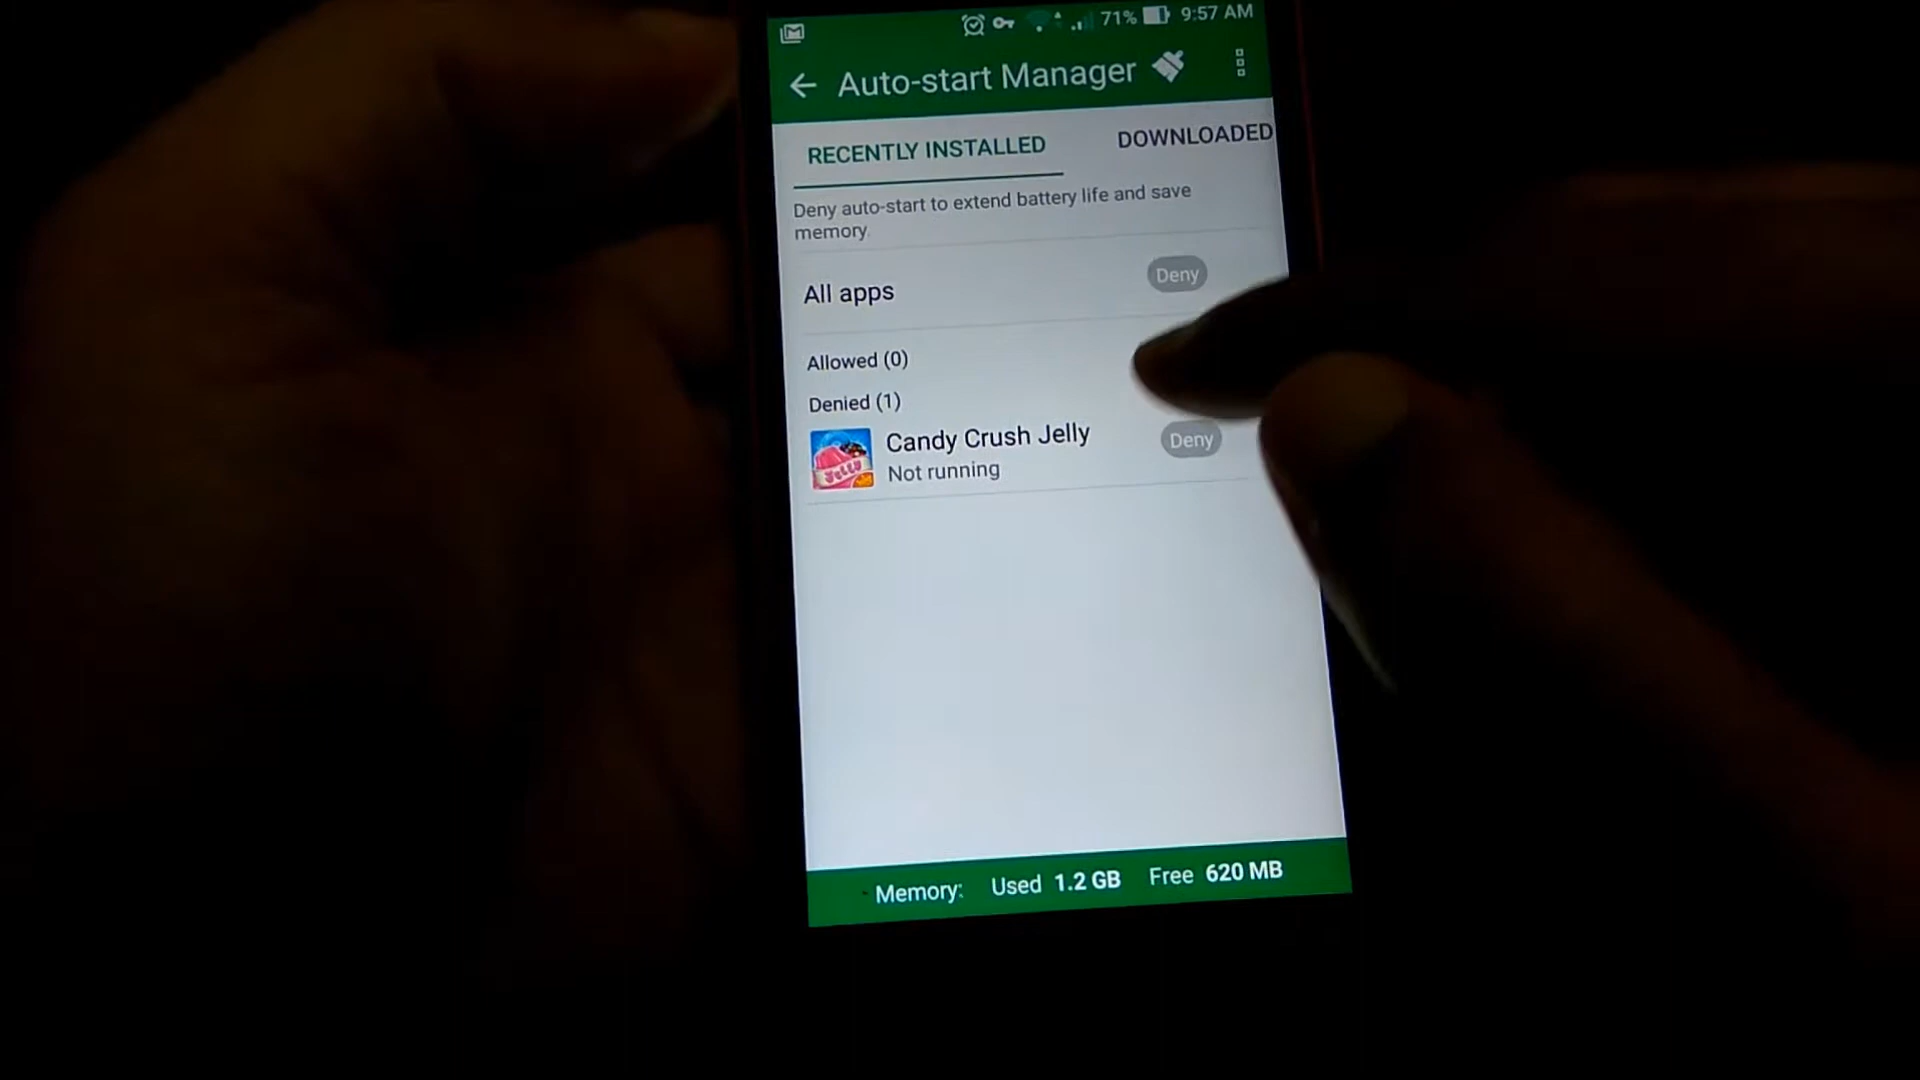 71% 9:57 AM
Auto-start Manager
RECENTLY INSTALLED DOWNLOADED
Deny auto-start to extend battery life and save
memory.
All apps Deny
Allowed (0)
Denied (1)
Candy Crush Jelly Deny
Not running
JELLY
Memory: Used 1.2 GB Free 620 MB